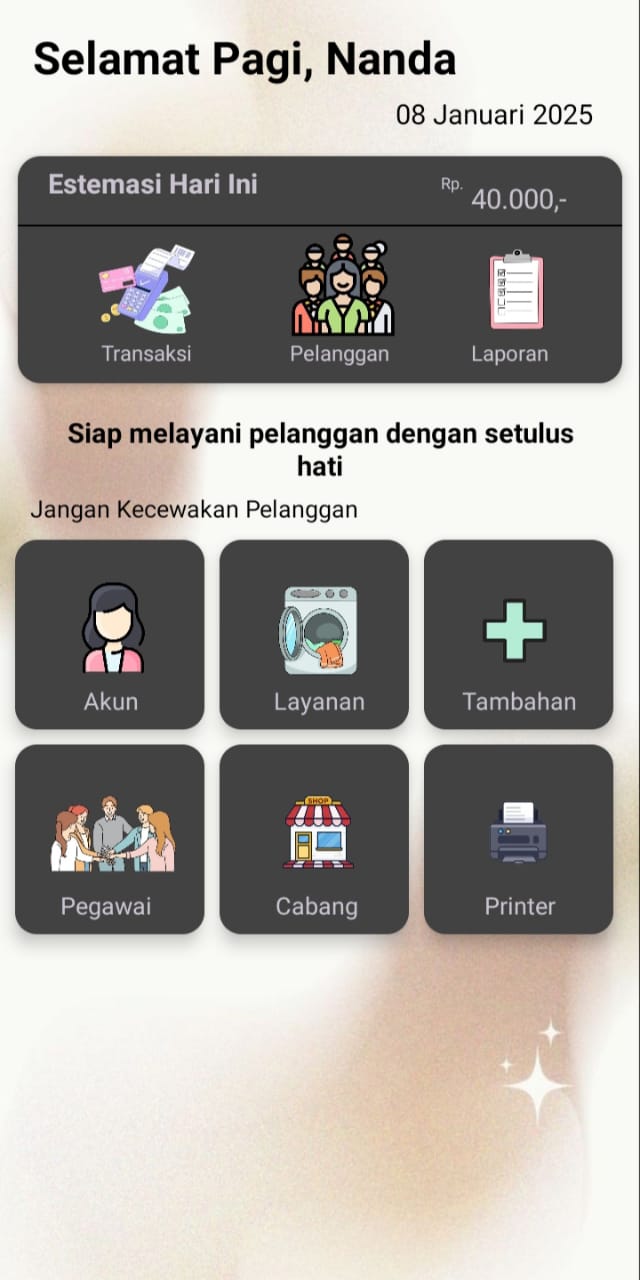 Selamat Pagi, Nanda
08 Januari 2025
Estemasi Hari Ini
Rp. 40.000,-
Transaksi
Pelanggan
Laporan
Siap melayani pelanggan dengan setulus
hati
Jangan Kecewakan Pelanggan
Akun
Layanan
Tambahan
SHOP
Pegawai
Cabang
Printer